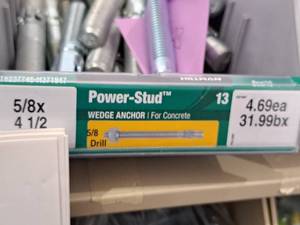 HILLMAN
5/8x
4 1/2
Power-Stud™ 13
WEDGE ANCHOR | For Concrete
5/8
Drill
4.69ea
31.99bx